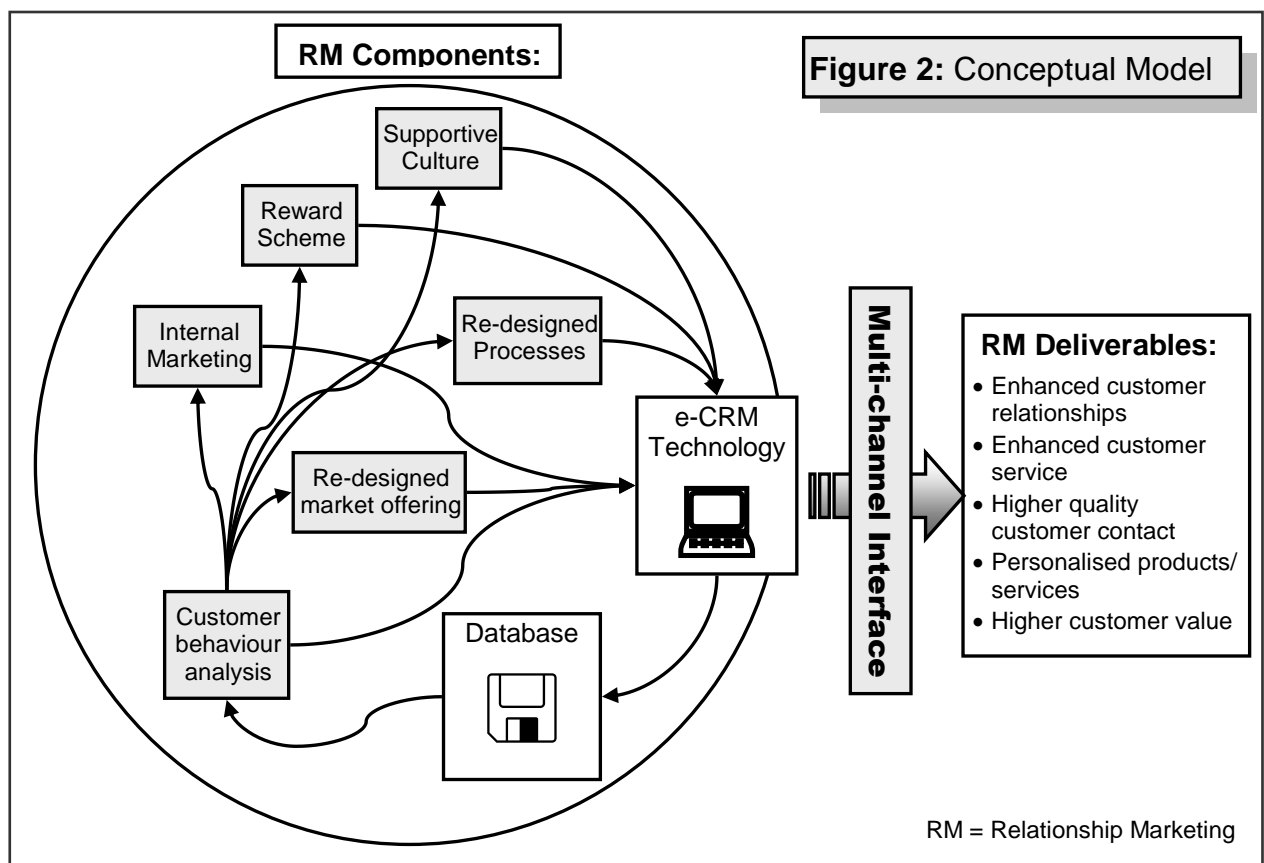 RM Components:
Figure 2: Conceptual Model
Supportive
Culture
Reward
Scheme
Internal
Marketing
Re-designed
Processes
e-CRM
Technology
Re-designed
market offering
Customer
behaviour
analysis
Database
Multi-channel Interface
RM Deliverables:
• Enhanced customer
relationships
• Enhanced customer
service
• Higher quality
customer contact
• Personalised products/
services
• Higher customer value
RM = Relationship Marketing